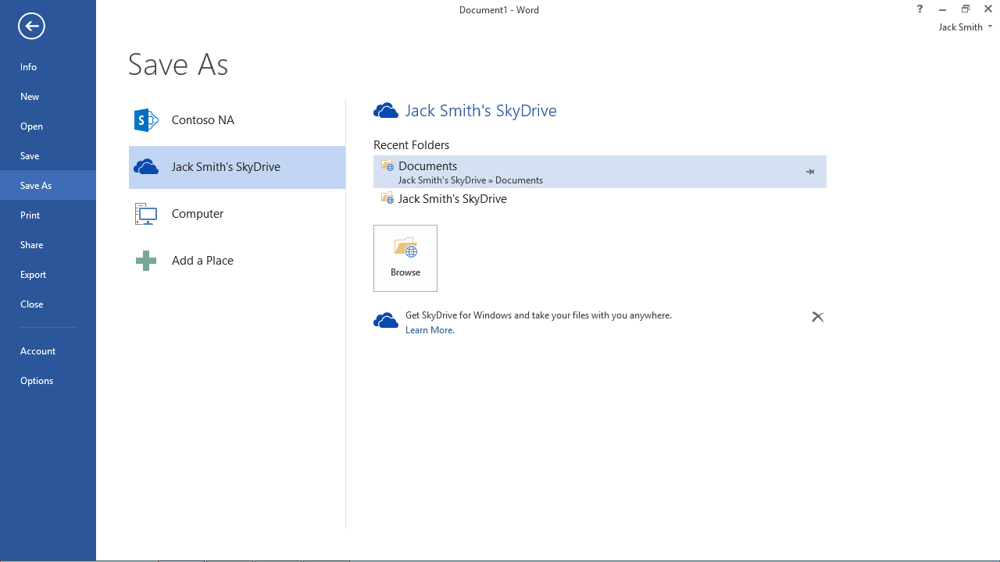 Document1 - Word
?
Jack Smith
Info
New
Open
Save
Save As
Print
Share
Export
Close
Account
Options
Save As
Contoso NA
Jack Smith's SkyDrive
Computer
Add a Place
Jack Smith's SkyDrive
Recent Folders
Documents
Jack Smith's SkyDrive » Documents
Jack Smith's SkyDrive
Browse
Get SkyDrive for Windows and take your files with you anywhere.
Learn More.